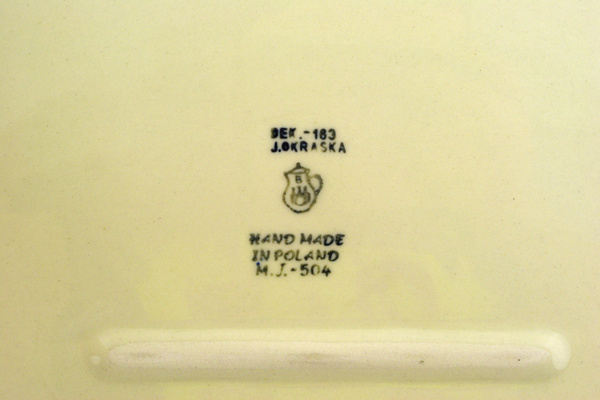 DEK.-163
J.OKRASKA
B
HAND MADE
IN POLAND
M.J.-504